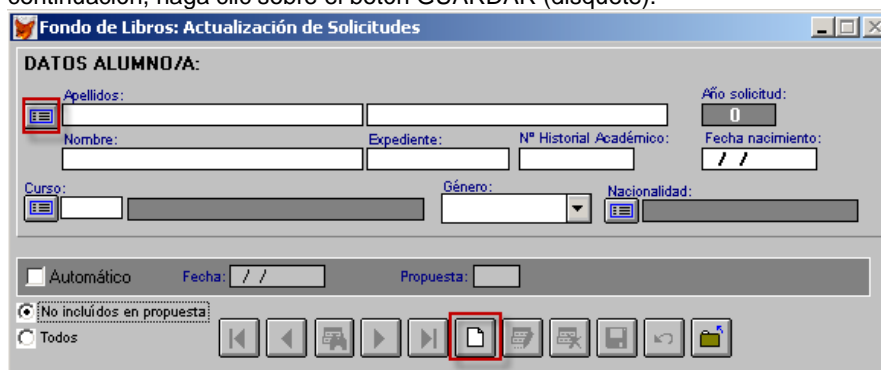 continuación, haga clic sobre el botón GUARDAR (disquete).
Fondo de Libros: Actualización de Solicitudes
DATOS ALUMNO/A:
Apellidos: Año solicitud:
0
Nombre: Expediente: Nº Historial Académico: Fecha nacimiento:
/ /
Curso: Género: Nacionalidad:
Automático Fecha: / / Propuesta:
No incluídos en propuesta
Todos